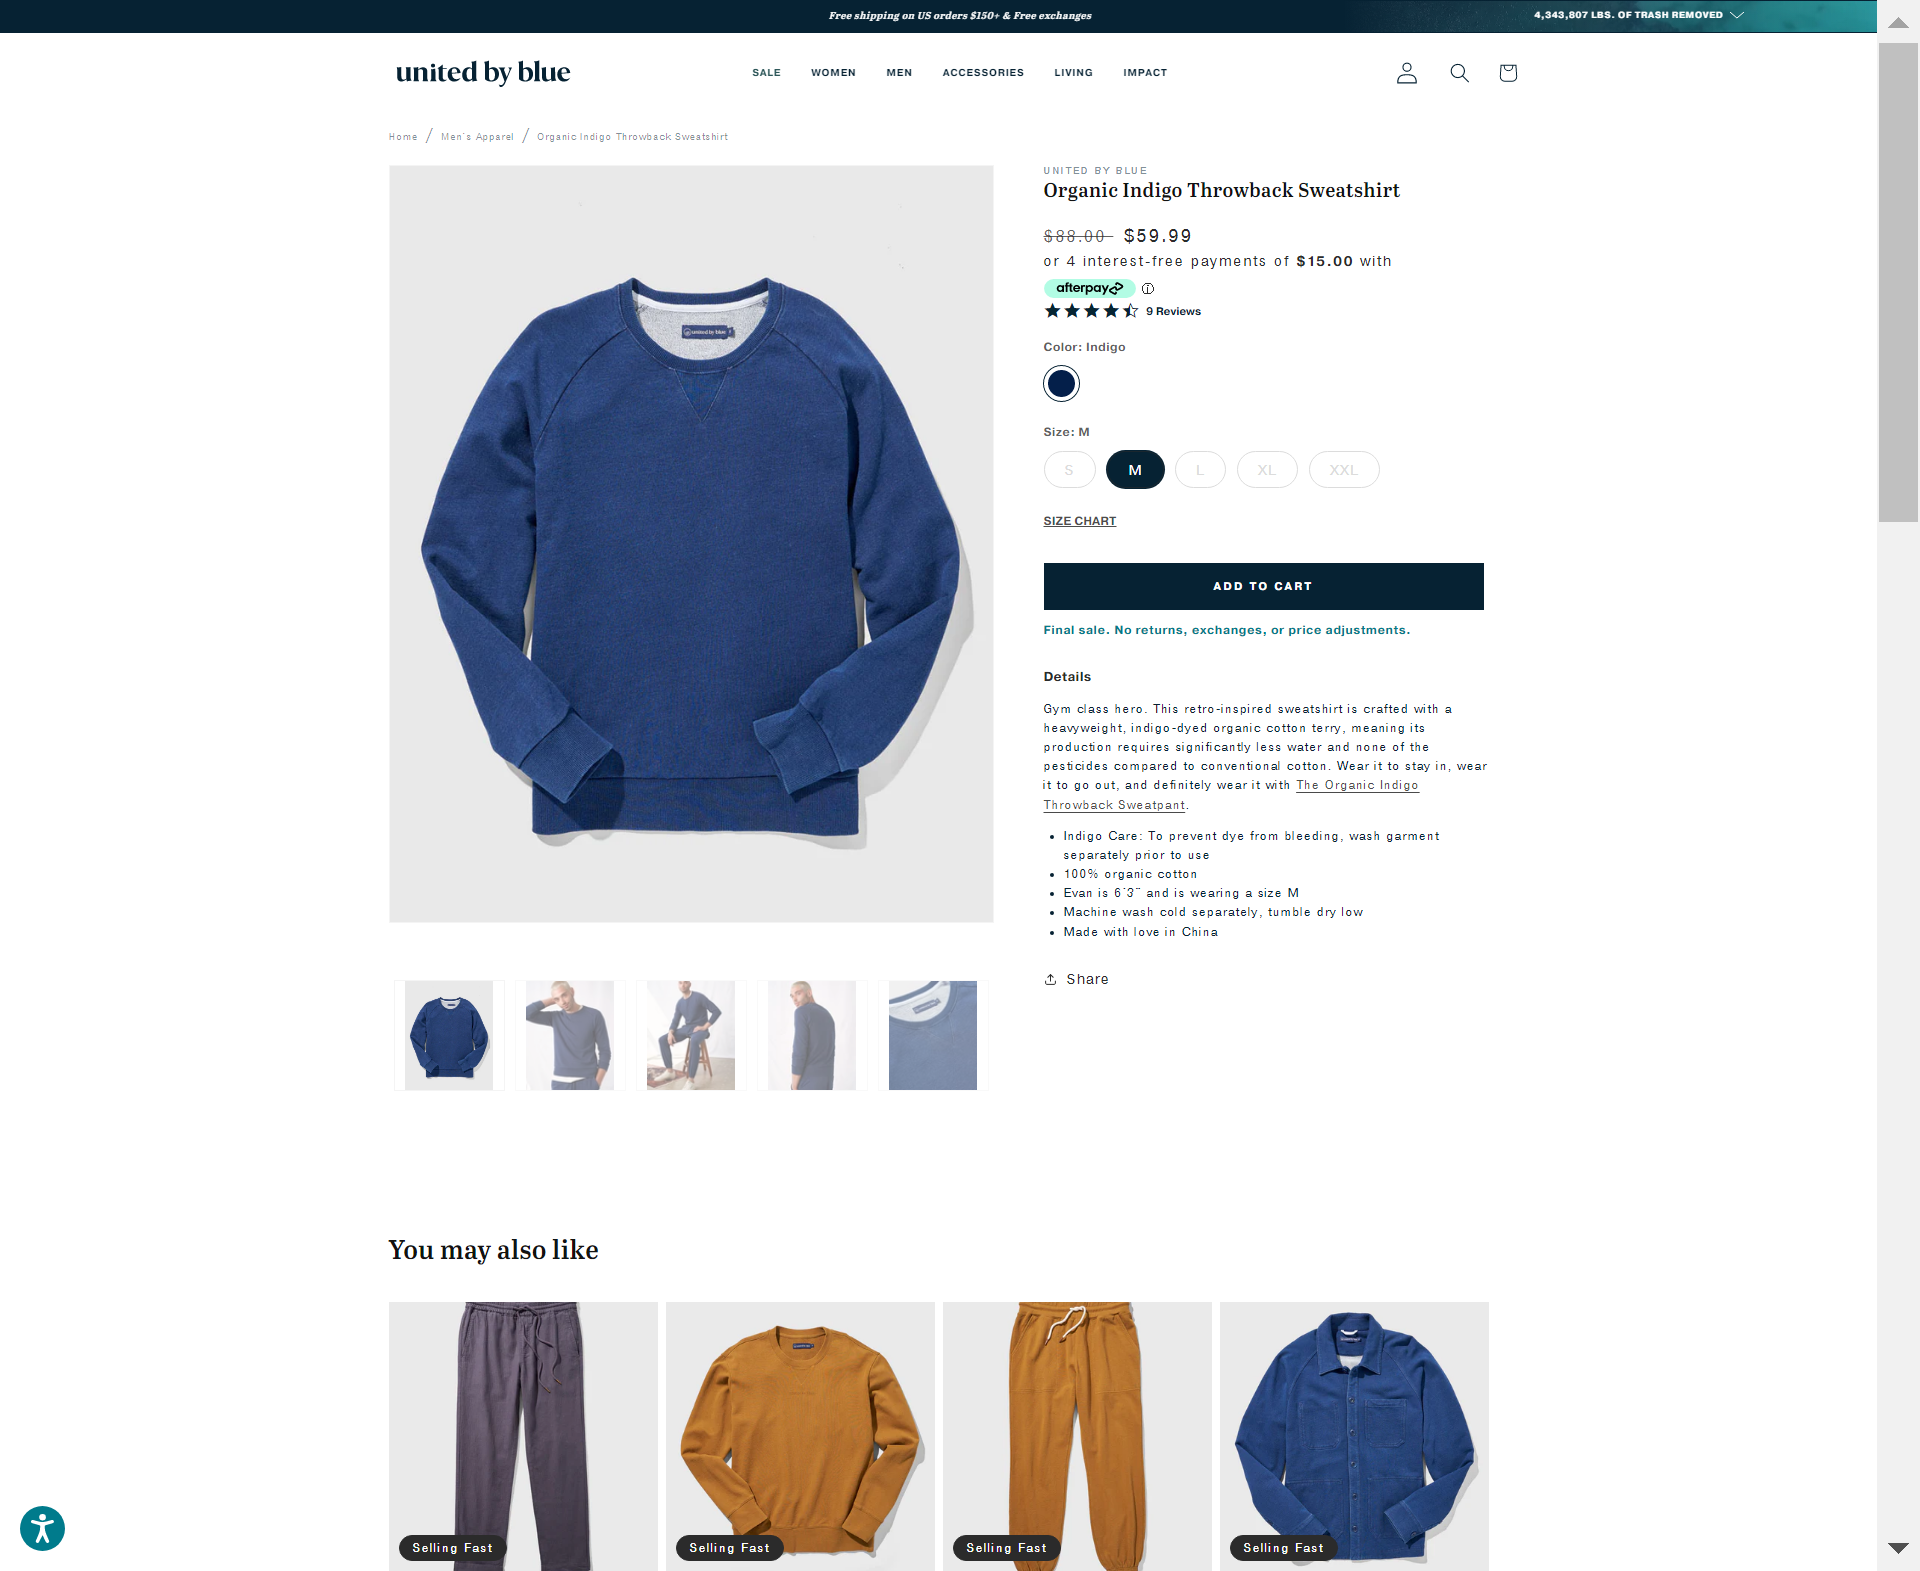 Free shipping on US orders $150+ & Free exchanges
4,343,807 LBS. OF TRASH REMOVED
united by blue
SALE WOMEN MEN ACCESSORIES LIVING IMPACT
Home / Men's Apparel / Organic Indigo Throwback Sweatshirt
united by blue
UNITED BY BLUE
Organic Indigo Throwback Sweatshirt
$88.00 $59.99
or 4 interest-free payments of $15.00 with
afterpay
9 Reviews
Color: Indigo
Size: M
S M L XL XXL
SIZE CHART
ADD TO CART
Final sale. No returns, exchanges, or price adjustments.
Details
Gym class hero. This retro-inspired sweatshirt is crafted with a
heavyweight, indigo-dyed organic cotton terry, meaning its
production requires significantly less water and none of the
pesticides compared to conventional cotton. Wear it to stay in, wear
it to go out, and definitely wear it with The Organic Indigo
Throwback Sweatpant.
• Indigo Care: To prevent dye from bleeding, wash garment
separately prior to use
• 100% organic cotton
• Evan is 6'3" and is wearing a size M
• Machine wash cold separately, tumble dry low
• Made with love in China
Share
You may also like
Selling Fast
Selling Fast
Selling Fast
Selling Fast